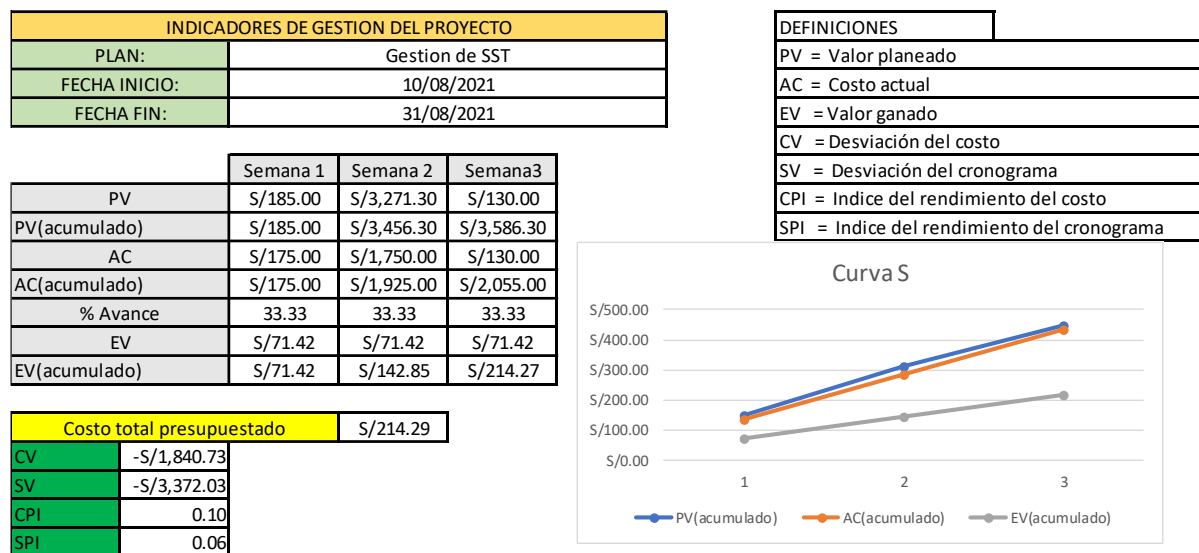 INDICADORES DE GESTION DEL PROYECTO
PLAN: Gestion de SST
FECHA INICIO: 10/08/2021
FECHA FIN: 31/08/2021
DEFINICIONES
PV = Valor planeado
AC = Costo actual
EV = Valor ganado
CV = Desviación del costo
SV = Desviación del cronograma
CPI = Indice del rendimiento del costo
SPI = Indice del rendimiento del cronograma
Semana 1 Semana 2 Semana3
PV S/185.00 S/3,271.30 S/130.00
PV(acumulado) S/185.00 S/3,456.30 S/3,586.30
AC S/175.00 S/1,750.00 S/130.00
AC(acumulado) S/175.00 S/1,925.00 S/2,055.00
% Avance 33.33 33.33 33.33
EV S/71.42 S/71.42 S/71.42
EV(acumulado) S/71.42 S/142.85 S/214.27
Costo total presupuestado S/214.29
CV -S/1,840.73
SV -S/3,372.03
CPI 0.10
SPI 0.06
Curva S
S/500.00
S/400.00
S/300.00
S/200.00
S/100.00
S/0.00
1 2 3
PV(acumulado) AC(acumulado) EV(acumulado)